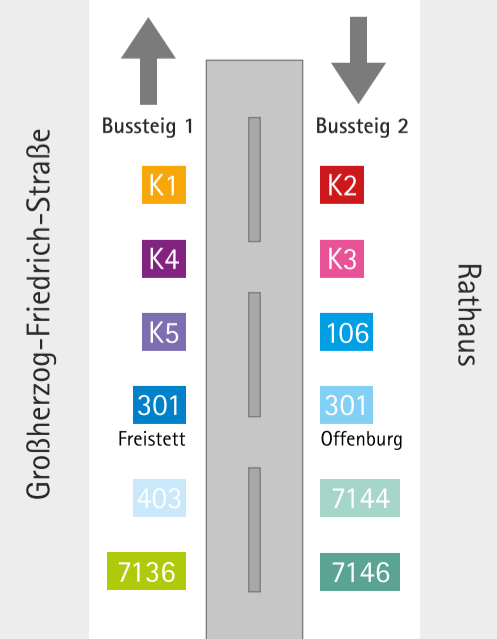 Großherzog-Friedrich-Straße
Bussteig 1
K1
K4
K5
301
Freistett
403
7136
Bussteig 2
K2
K3
106
301
Offenburg
7144
7146
Rathaus